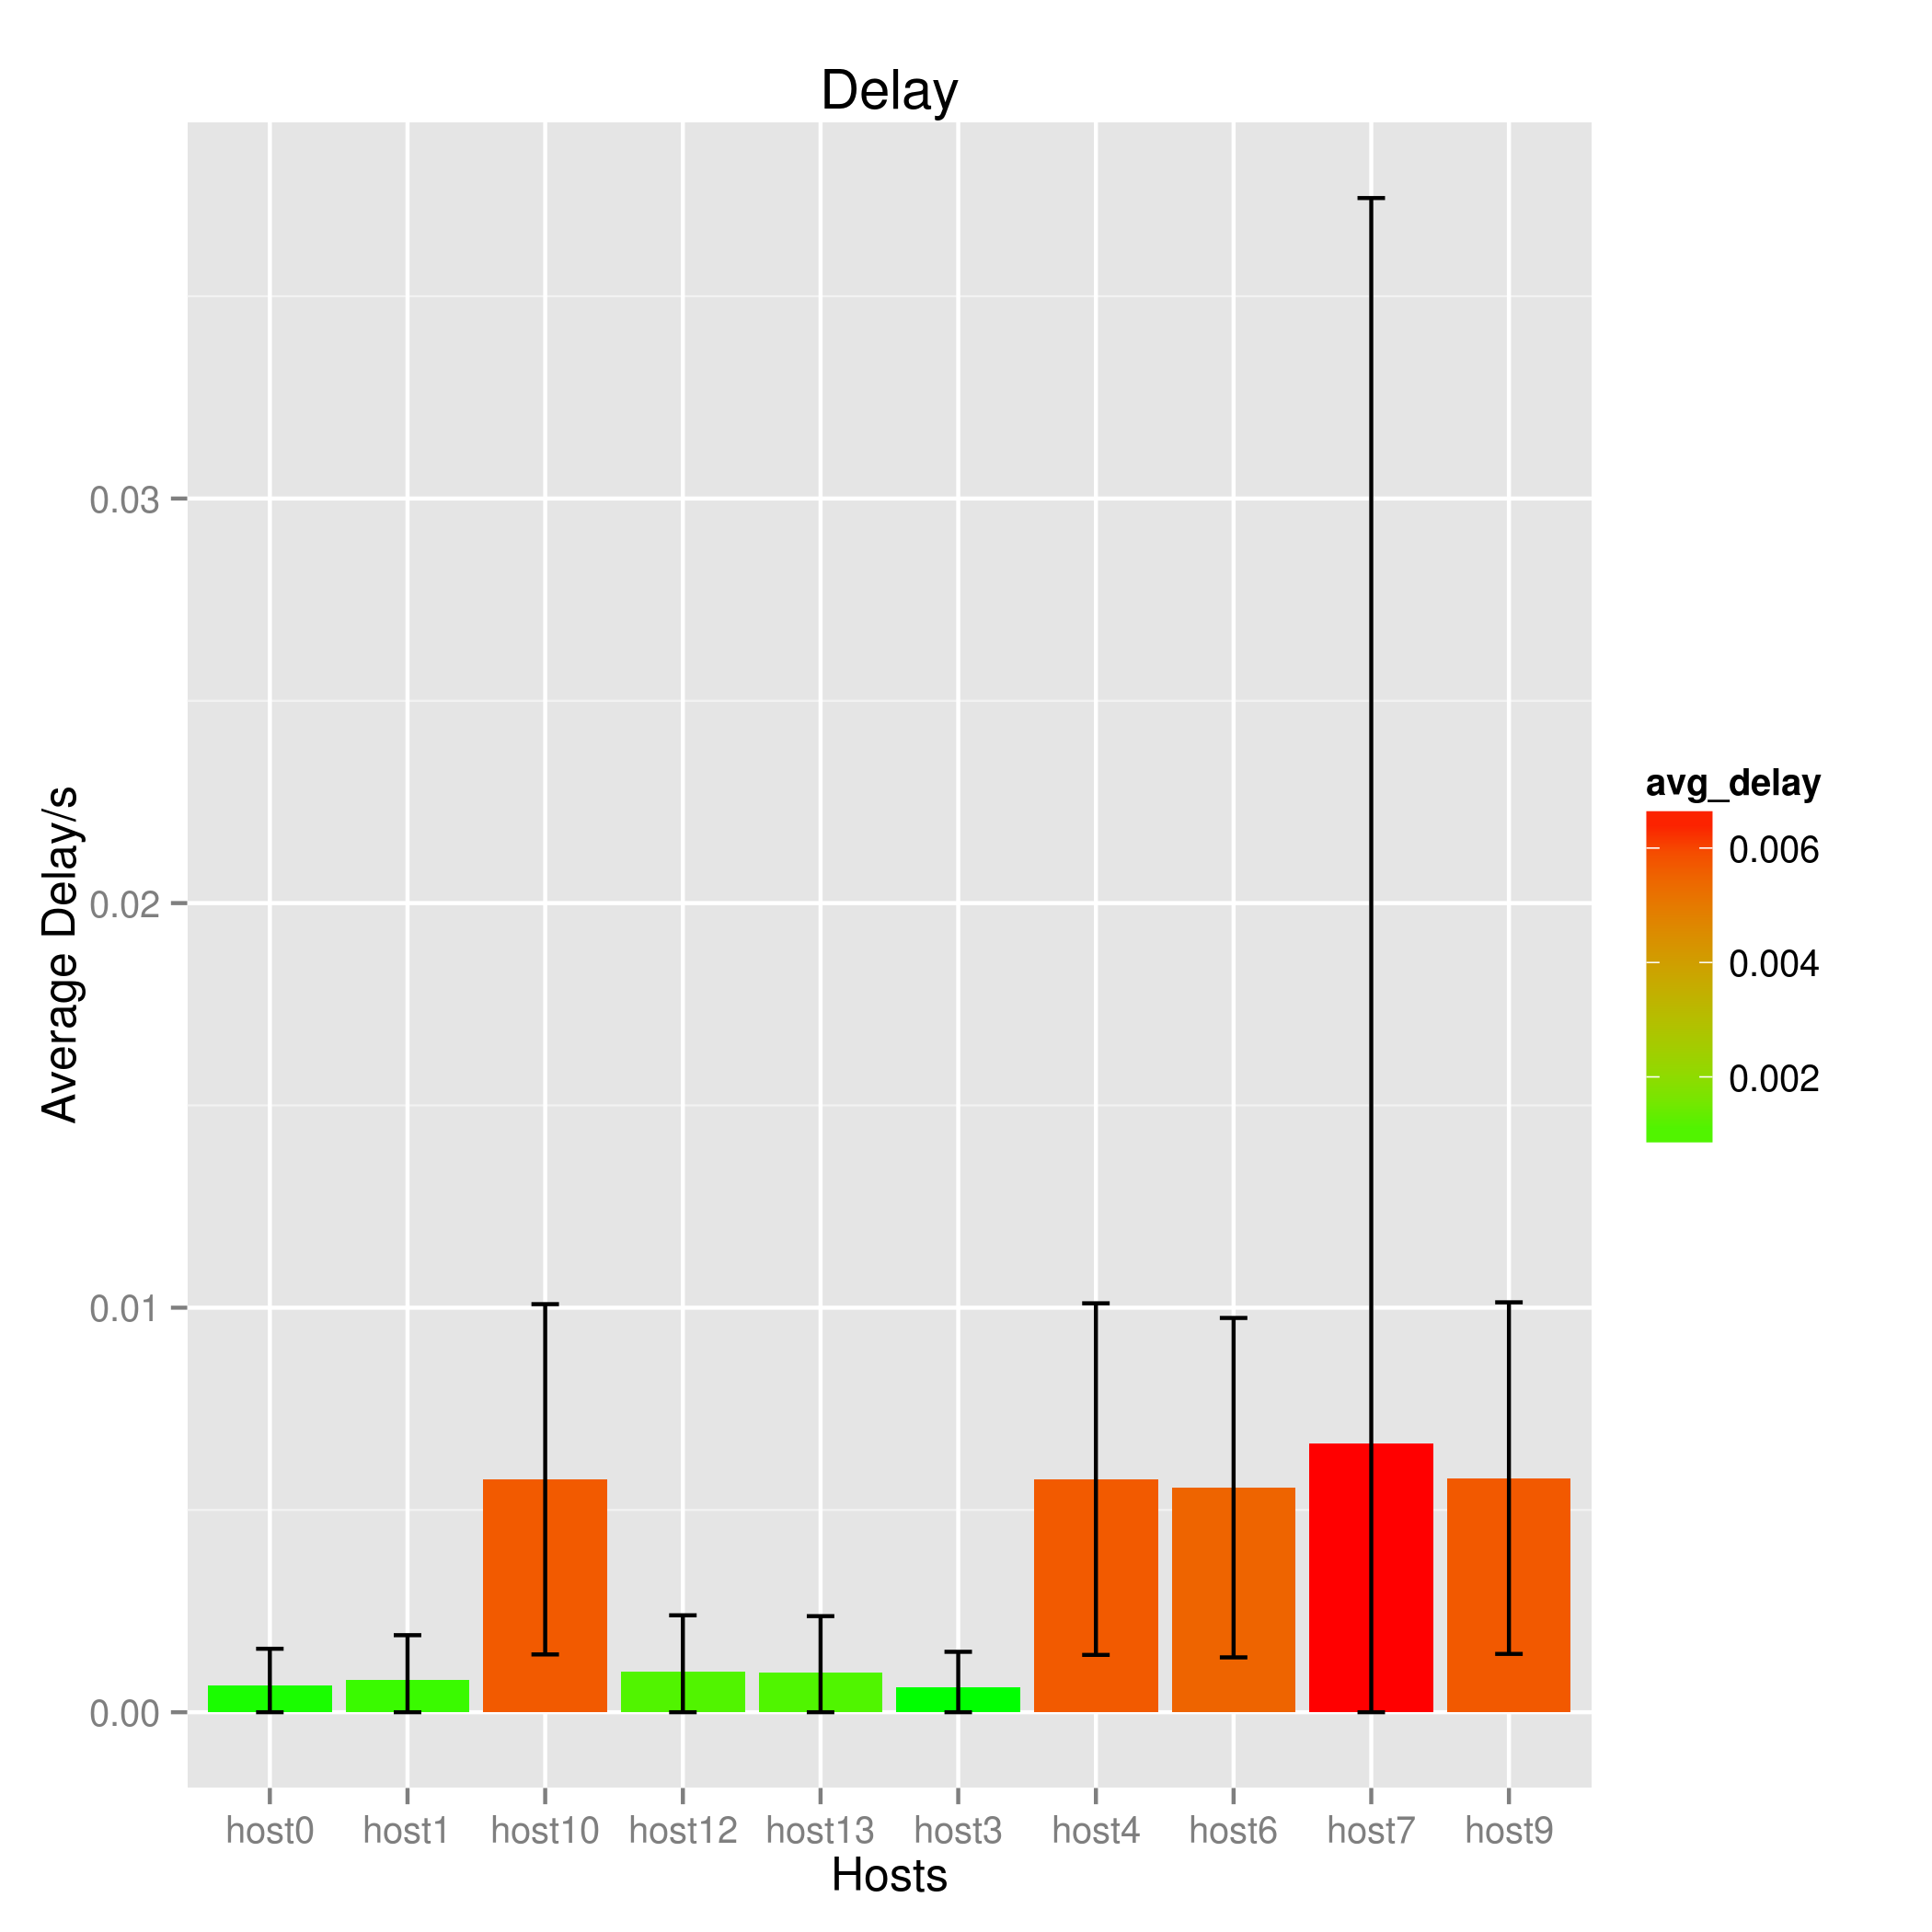 Delay
Average Delay/s
0.03
0.02
0.01
0.00
host0 host1 host10 host12 host13 host3 host4 host6 host7 host9
Hosts
avg_delay
0.006
0.004
0.002